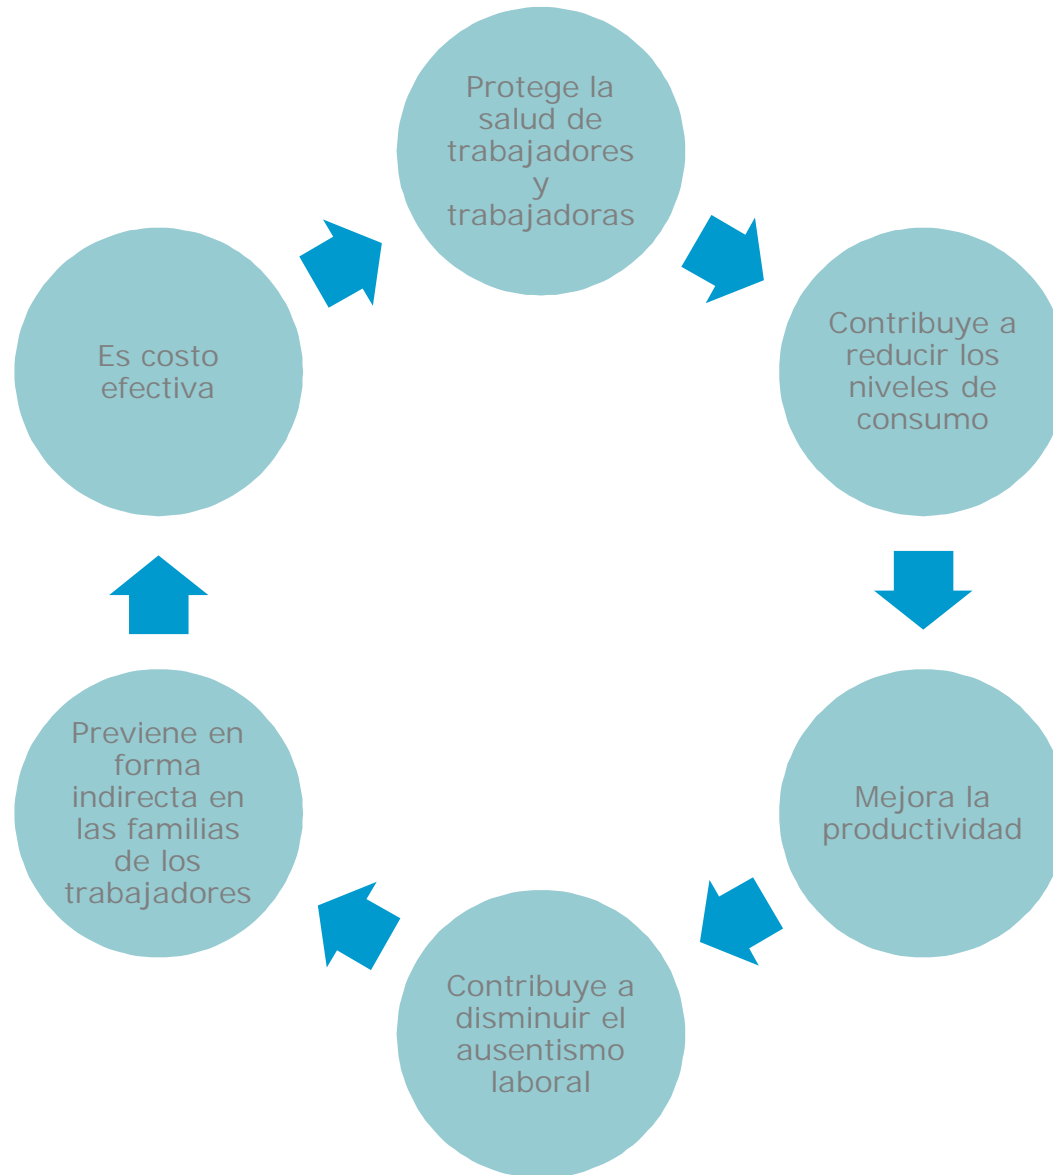 Protege la
salud de
trabajadores
y
trabajadoras
Contribuye a
reducir los
niveles de
consumo
Mejora la
productividad
Contribuye a
disminuir el
ausentismo
laboral
Previene en
forma
indirecta en
las familias
de los
trabajadores
Es costo
efectiva